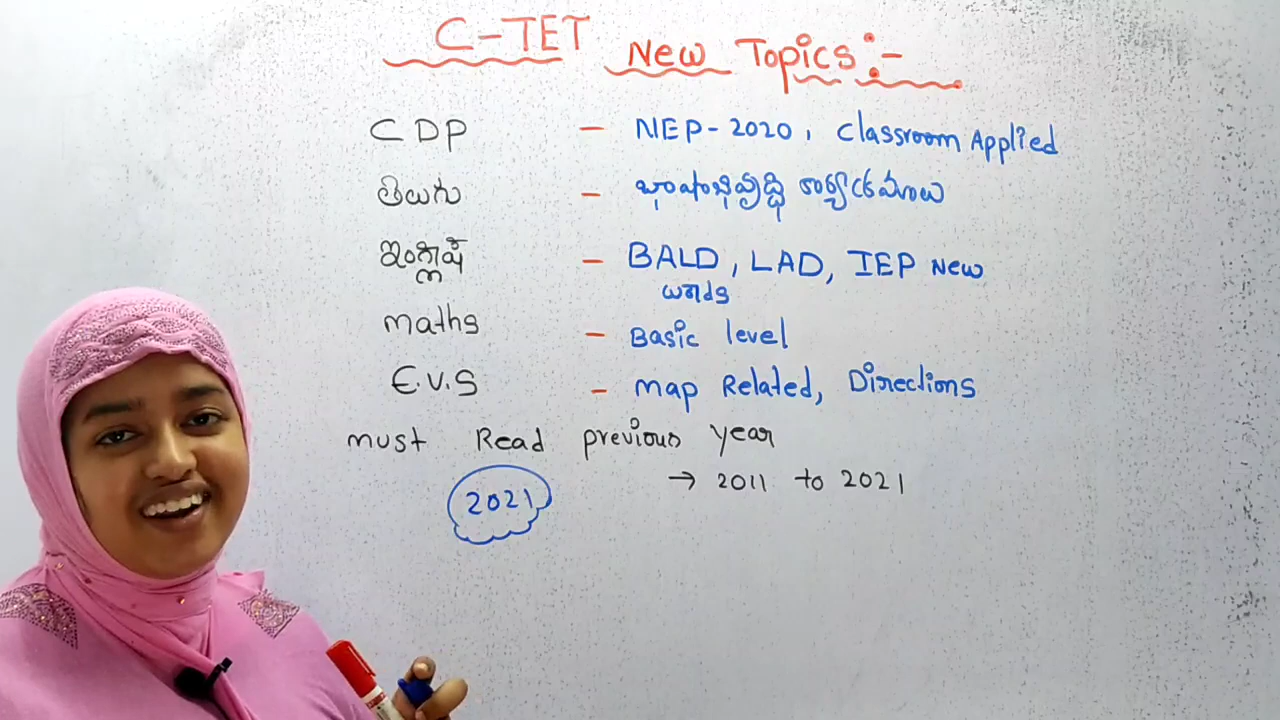 C-TET New Topics:-
CDP - NEP-2020, Classroom Applied
తెలుగు - భాషాభివృద్ధి కార్యక్రమాలు
ఇంగ్లీష్ - BALD, LAD, IEP New
words
maths - Basic level
E.V.S - map Related, Directions
must Read previous year
2021 → 2011 to 2021